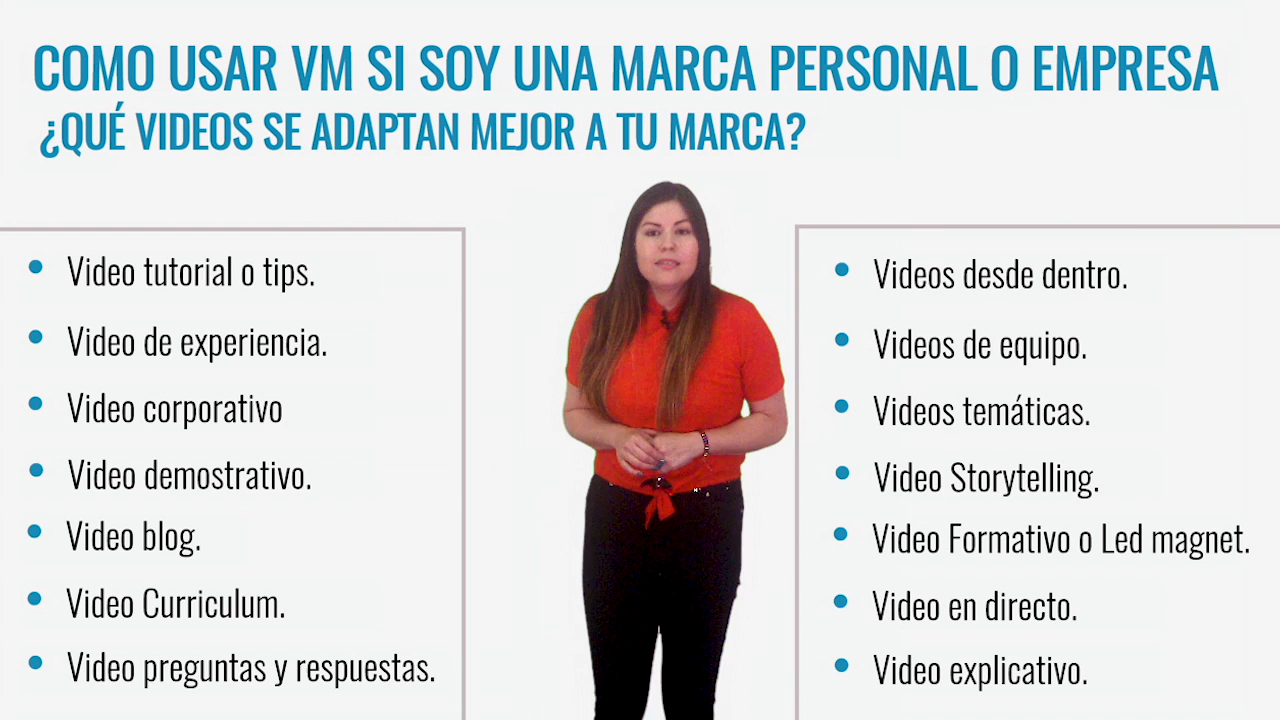 COMO USAR VM SI SOY UNA MARCA PERSONAL O EMPRESA
¿QUÉ VIDEOS SE ADAPTAN MEJOR A TU MARCA?
Video tutorial o tips.
Video de experiencia.
Video corporativo
Video demostrativo.
Video blog.
Video Curriculum.
Video preguntas y respuestas.
Videos desde dentro.
Videos de equipo.
Videos temáticas.
Video Storytelling.
Video Formativo o Led magnet.
Video en directo.
Video explicativo.